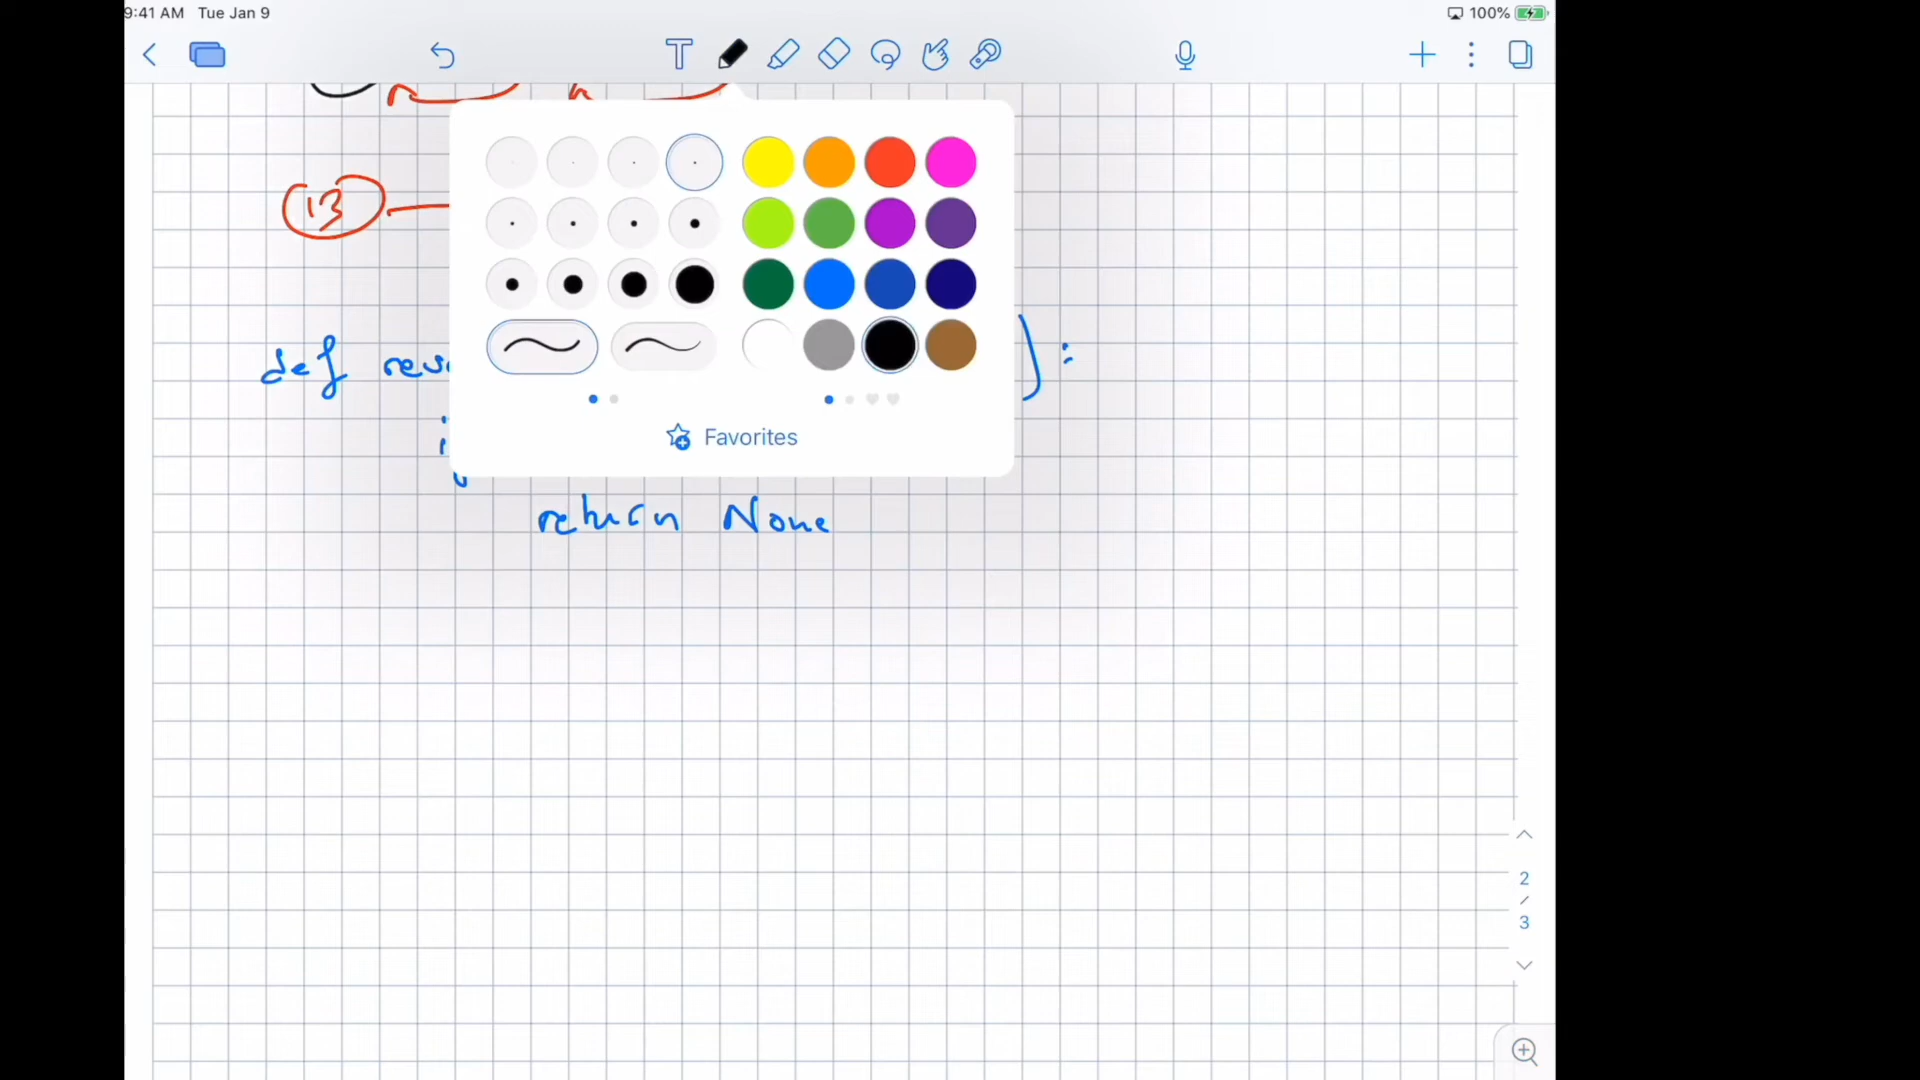 9:41 AM Tue Jan 9 100%
T
13
def ):
Favorites
return None
2
3